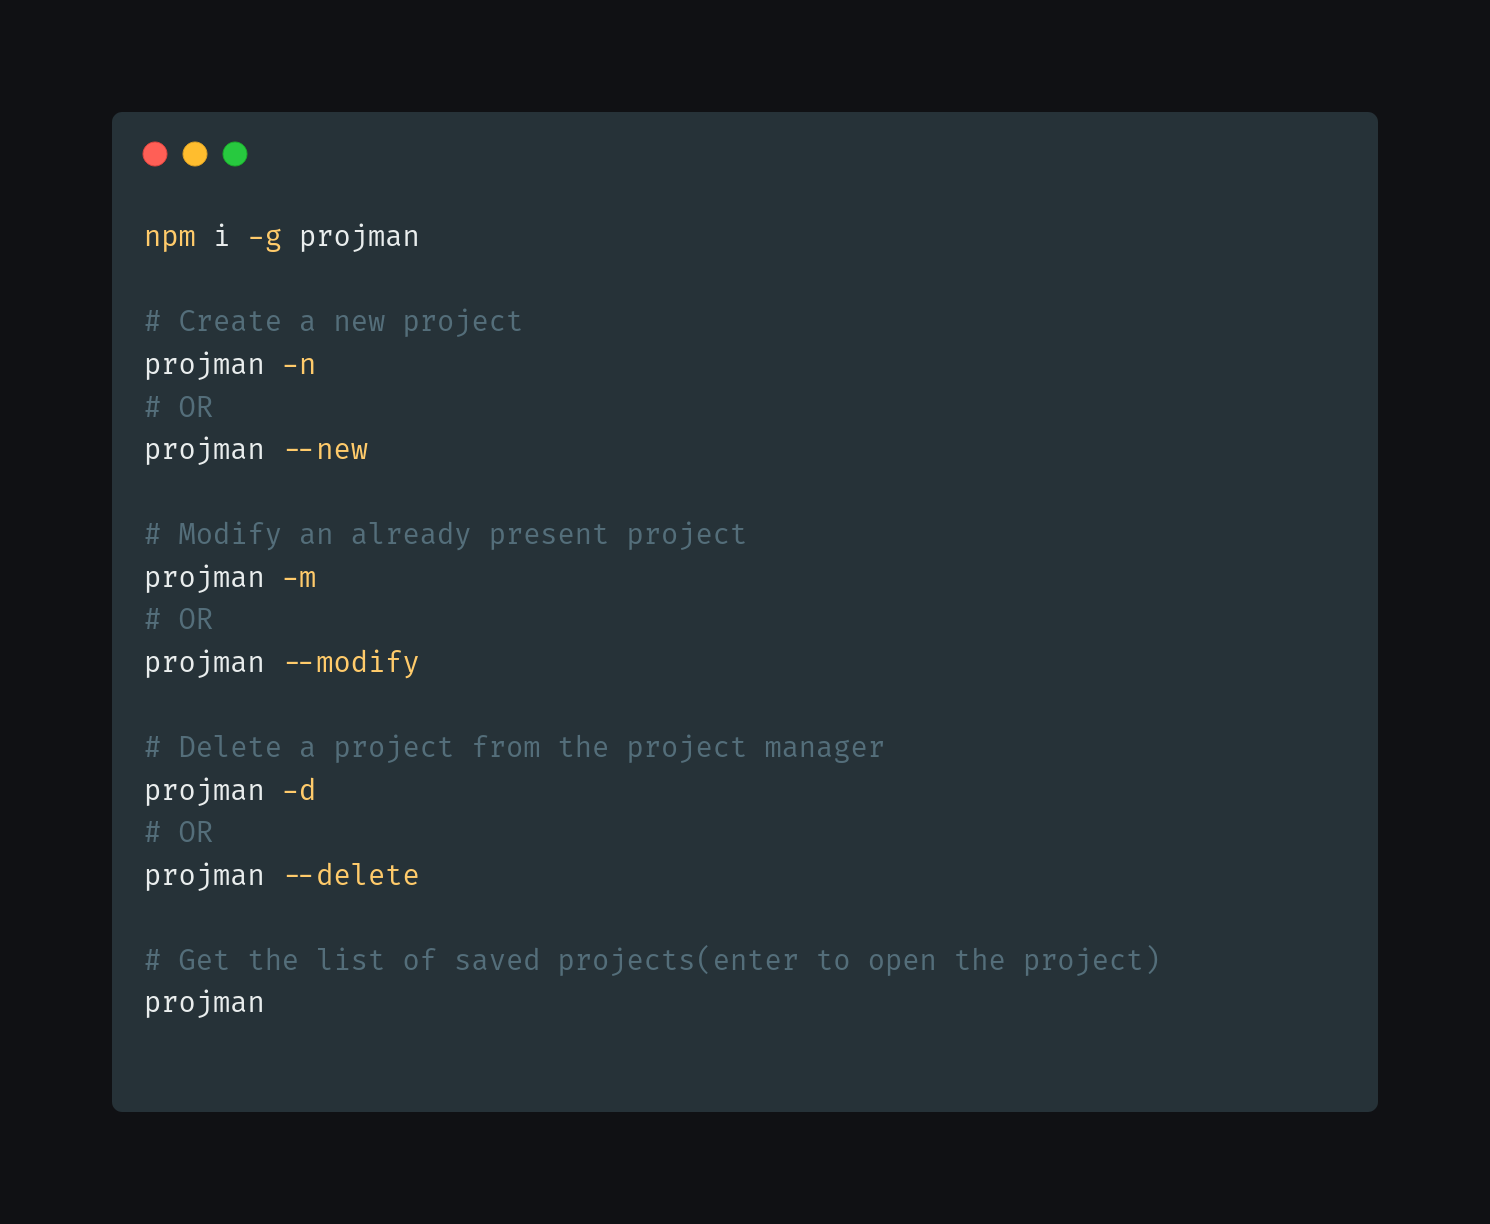 npm i -g projman
# Create a new project
projman -n
# OR
projman --new
# Modify an already present project
projman -m
# OR
projman --modify
# Delete a project from the project manager
projman -d
# OR
projman --delete
# Get the list of saved projects(enter to open the project)
projman